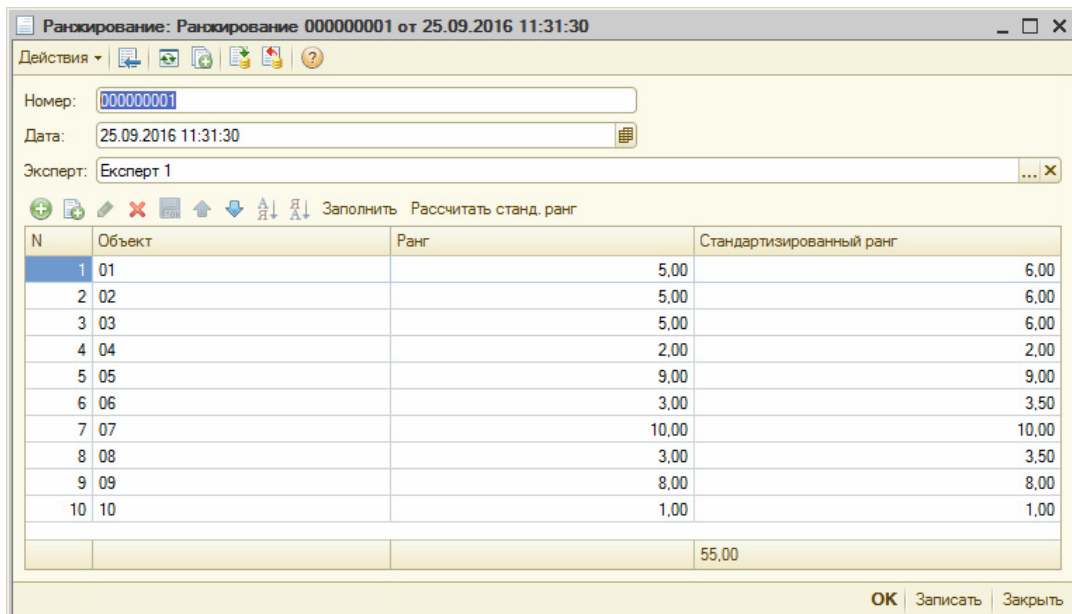 Ранжирование: Ранжирование 000000001 от 25.09.2016 11:31:30
Действия
Номер: 000000001
Дата: 25.09.2016 11:31:30
Эксперт: Експерт 1 ...
Заполнить Рассчитать станд. ранг
N Объект Ранг Стандартизированный ранг
1 01 5,00 6,00
2 02 5,00 6,00
3 03 5,00 6,00
4 04 2,00 2,00
5 05 9,00 9,00
6 06 3,00 3,50
7 07 10,00 10,00
8 08 3,00 3,50
9 09 8,00 8,00
10 10 1,00 1,00
55,00
OK Записать Закрыть